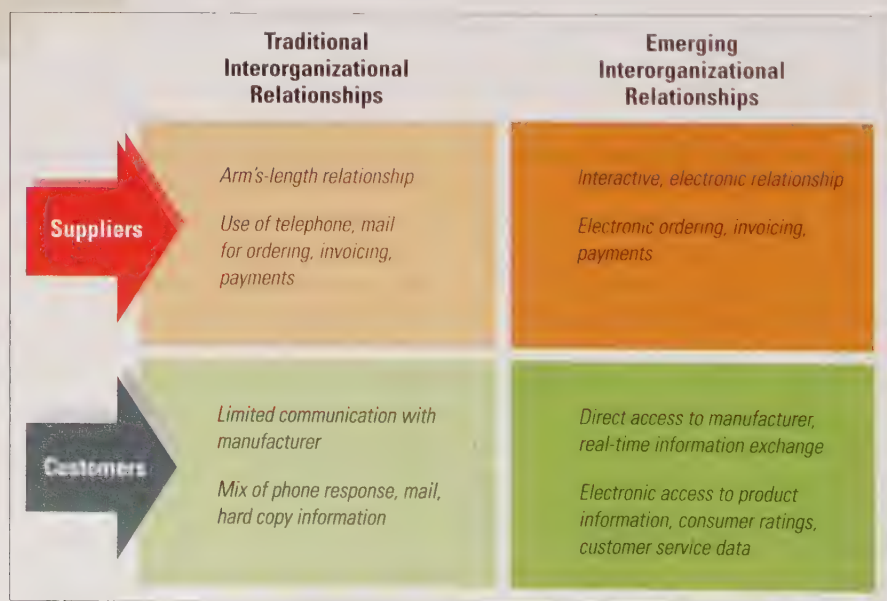 Traditional
Interorganizational
Relationships
Emerging
Interorganizational
Relationships
Suppliers
Arm's-length relationship
Use of telephone, mail
for ordering, invoicing,
payments
Interactive, electronic relationship
Electronic ordering, invoicing,
payments
Customers
Limited communication with
manufacturer
Mix of phone response, mail,
hard copy information
Direct access to manufacturer,
real-time information exchange
Electronic access to product
information, consumer ratings,
customer service data